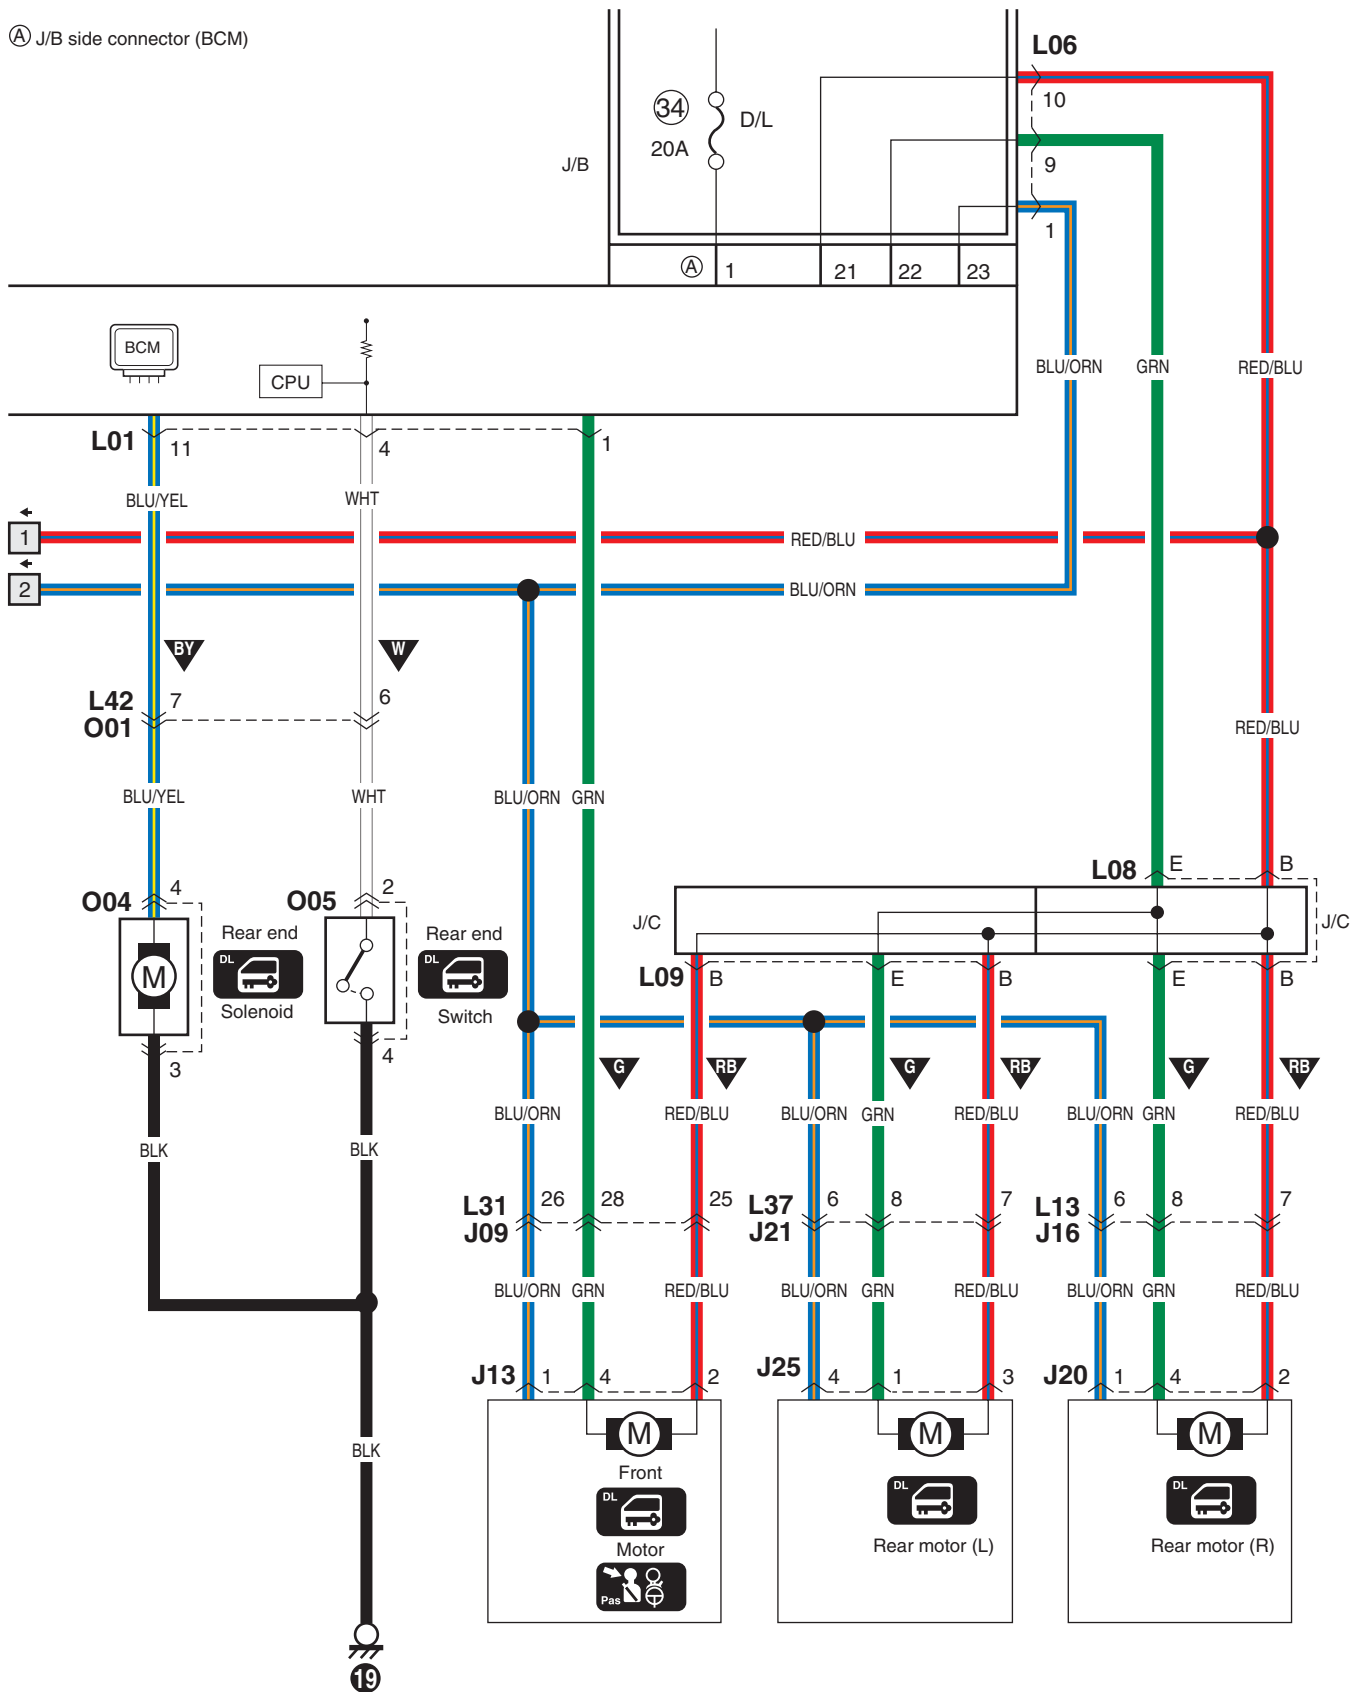 A J/B side connector (BCM)
L06
10
34
D/L
20A
J/B
9
1
A 1 21 22 23
BCM
CPU
BLU/ORN GRN RED/BLU
L01 11 4 1
BLU/YEL WHT
1 RED/BLU
2 BLU/ORN
BY W
L42 7 6
O01
RED/BLU
BLU/YEL WHT BLU/ORN GRN
L08 E B
O04 4 O05 2
J/C J/C
Rear end Rear end
DL DL
M
Solenoid Switch
L09 B E B E B
3 4
G RB G RB G RB
BLU/ORN RED/BLU BLU/ORN GRN RED/BLU BLU/ORN GRN RED/BLU
BLK BLK
L31 26 28 25 L37 6 8 7 L13 6 8 7
J09 J21 J16
BLU/ORN GRN RED/BLU BLU/ORN GRN RED/BLU BLU/ORN GRN RED/BLU
J13 1 4 2 J25 4 1 3 J20 1 4 2
M M M
BLK
Front
DL DL DL
Motor Rear motor (L) Rear motor (R)
Pas
19